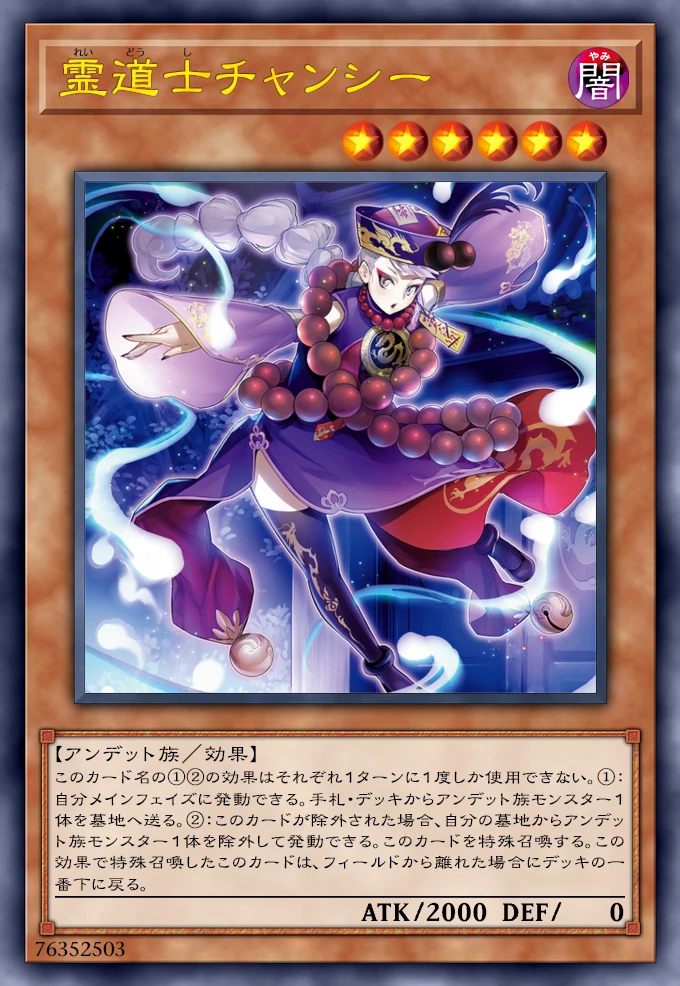 れい どう し
霊道士チャンシー
やみ
闇
【アンデット族／効果】
このカード名の①②の効果はそれぞれ1ターンに1度しか使用できない。①：
自分メインフェイズに発動できる。手札・デッキからアンデット族モンスター1
体を墓地へ送る。②：このカードが除外された場合、自分の墓地からアンデッ
ト族モンスター1体を除外して発動できる。このカードを特殊召喚する。この
効果で特殊召喚したこのカードは、フィールドから離れた場合にデッキの一
番下に戻る。
ATK/2000 DEF/ 0
76352503